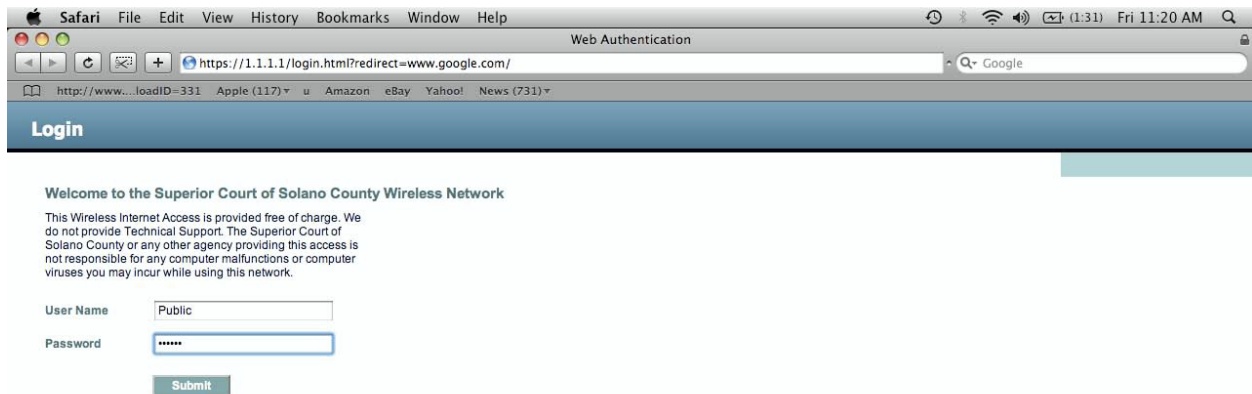 Safari File Edit View History Bookmarks Window Help (1:31) Fri 11:20 AM
Web Authentication
https://1.1.1.1/login.html?redirect=www.google.com/ Google
http://www....loadID=331 Apple (117) u Amazon eBay Yahoo! News (731)
Login
Welcome to the Superior Court of Solano County Wireless Network
This Wireless Internet Access is provided free of charge. We
do not provide Technical Support. The Superior Court of
Solano County or any other agency providing this access is
not responsible for any computer malfunctions or computer
viruses you may incur while using this network.
User Name Public
Password ••••••
Submit